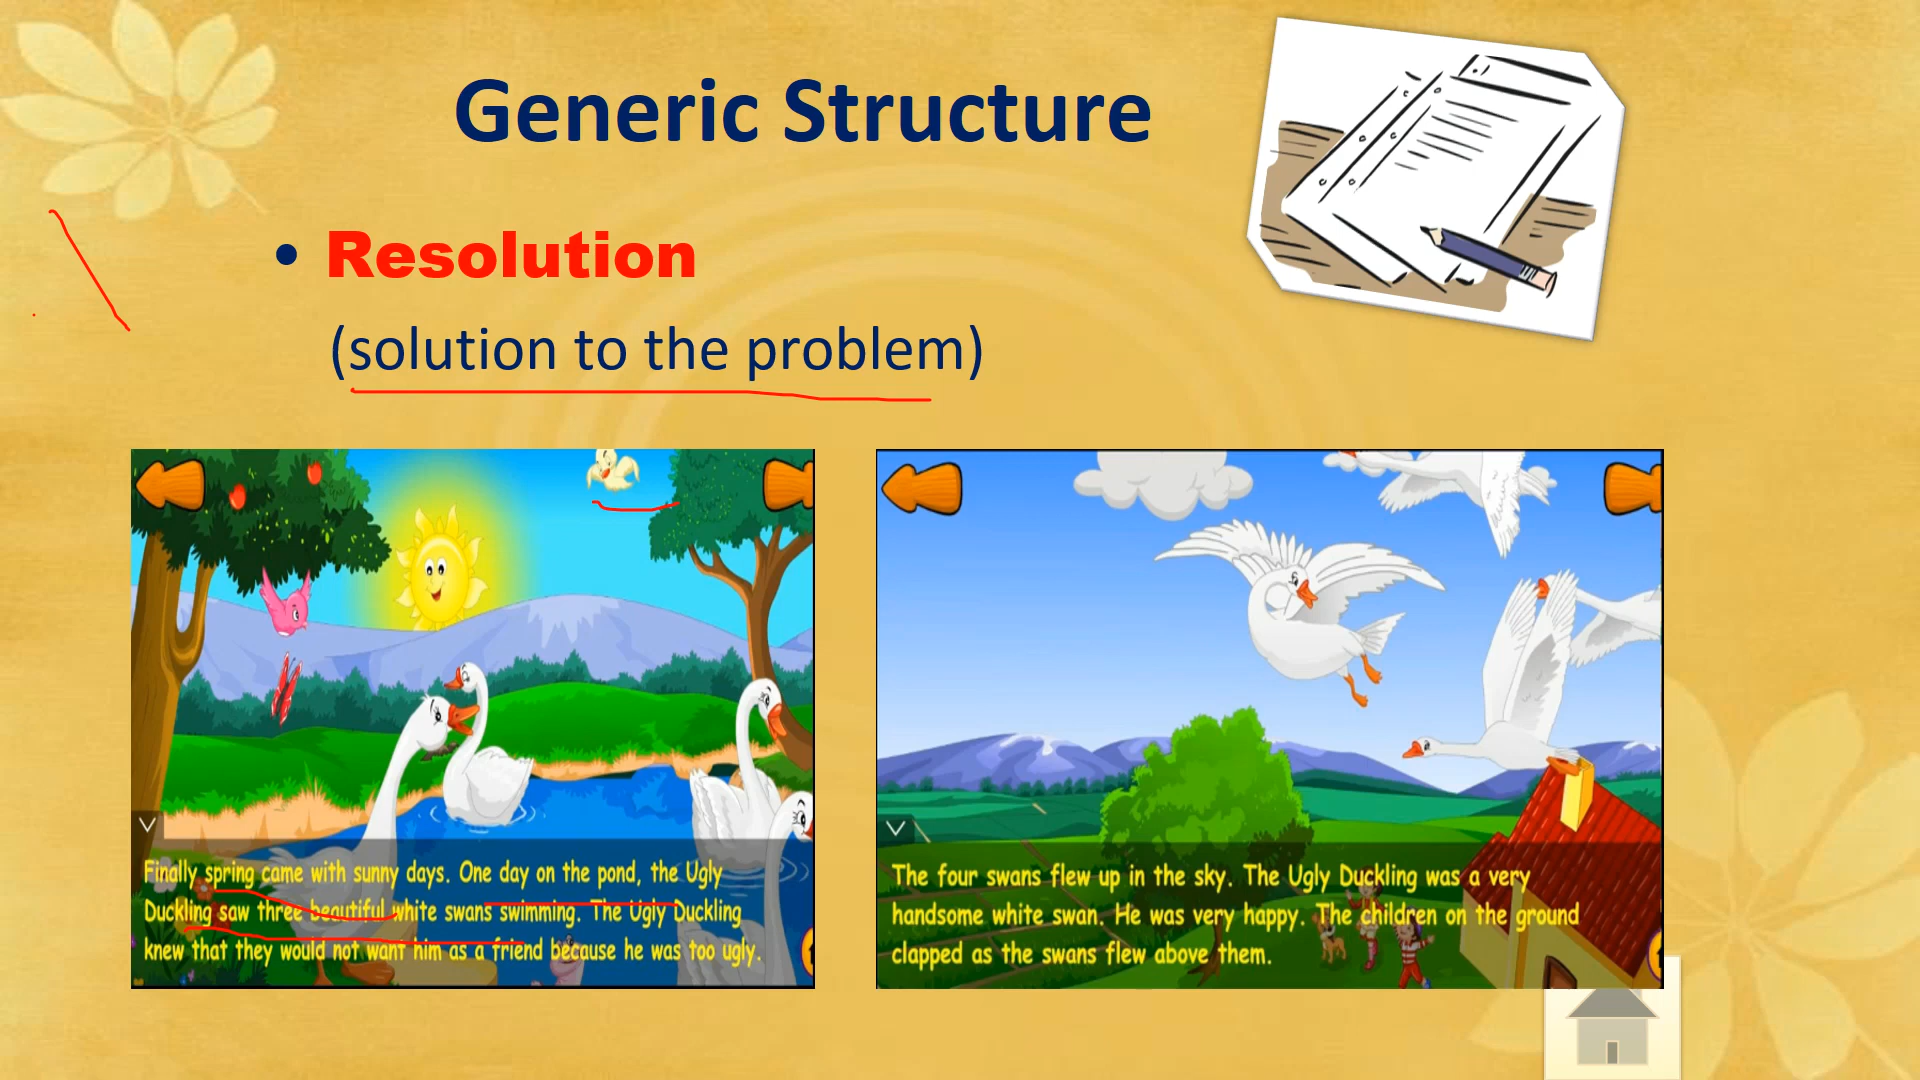 Generic Structure
• Resolution
(solution to the problem)
Finally spring came with sunny days. One day on the pond, the Ugly
Duckling saw three beautiful white swans swimming. The Ugly Duckling
knew that they would not want him as a friend because he was too ugly.
The four swans flew up in the sky. The Ugly Duckling was a very
handsome white swan. He was very happy. The children on the ground
clapped as the swans flew above them.